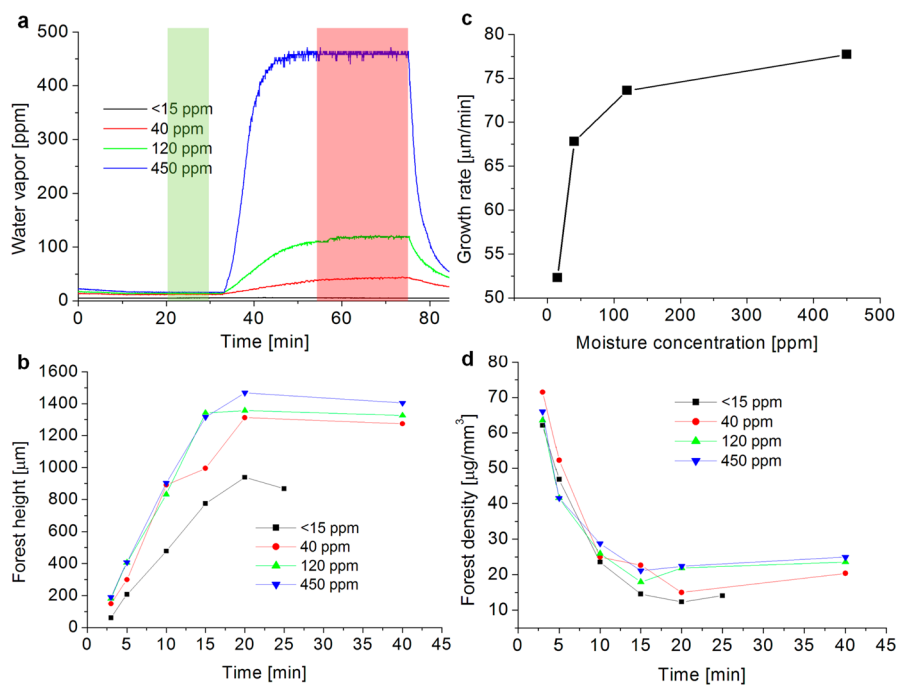 a
500
400
300
200
100
0
Water vapor [ppm]
<15 ppm
40 ppm
120 ppm
450 ppm
0 20 40 60 80
Time [min]
c
80
75
70
65
60
55
50
Growth rate [μm/min]
0 100 200 300 400 500
Moisture concentration [ppm]
b
1600
1400
1200
1000
800
600
400
200
0
Forest height [μm]
<15 ppm
40 ppm
120 ppm
450 ppm
0 5 10 15 20 25 30 35 40 45
Time [min]
d
80
70
60
50
40
30
20
10
Forest density [μg/mm³]
<15 ppm
40 ppm
120 ppm
450 ppm
0 5 10 15 20 25 30 35 40 45
Time [min]